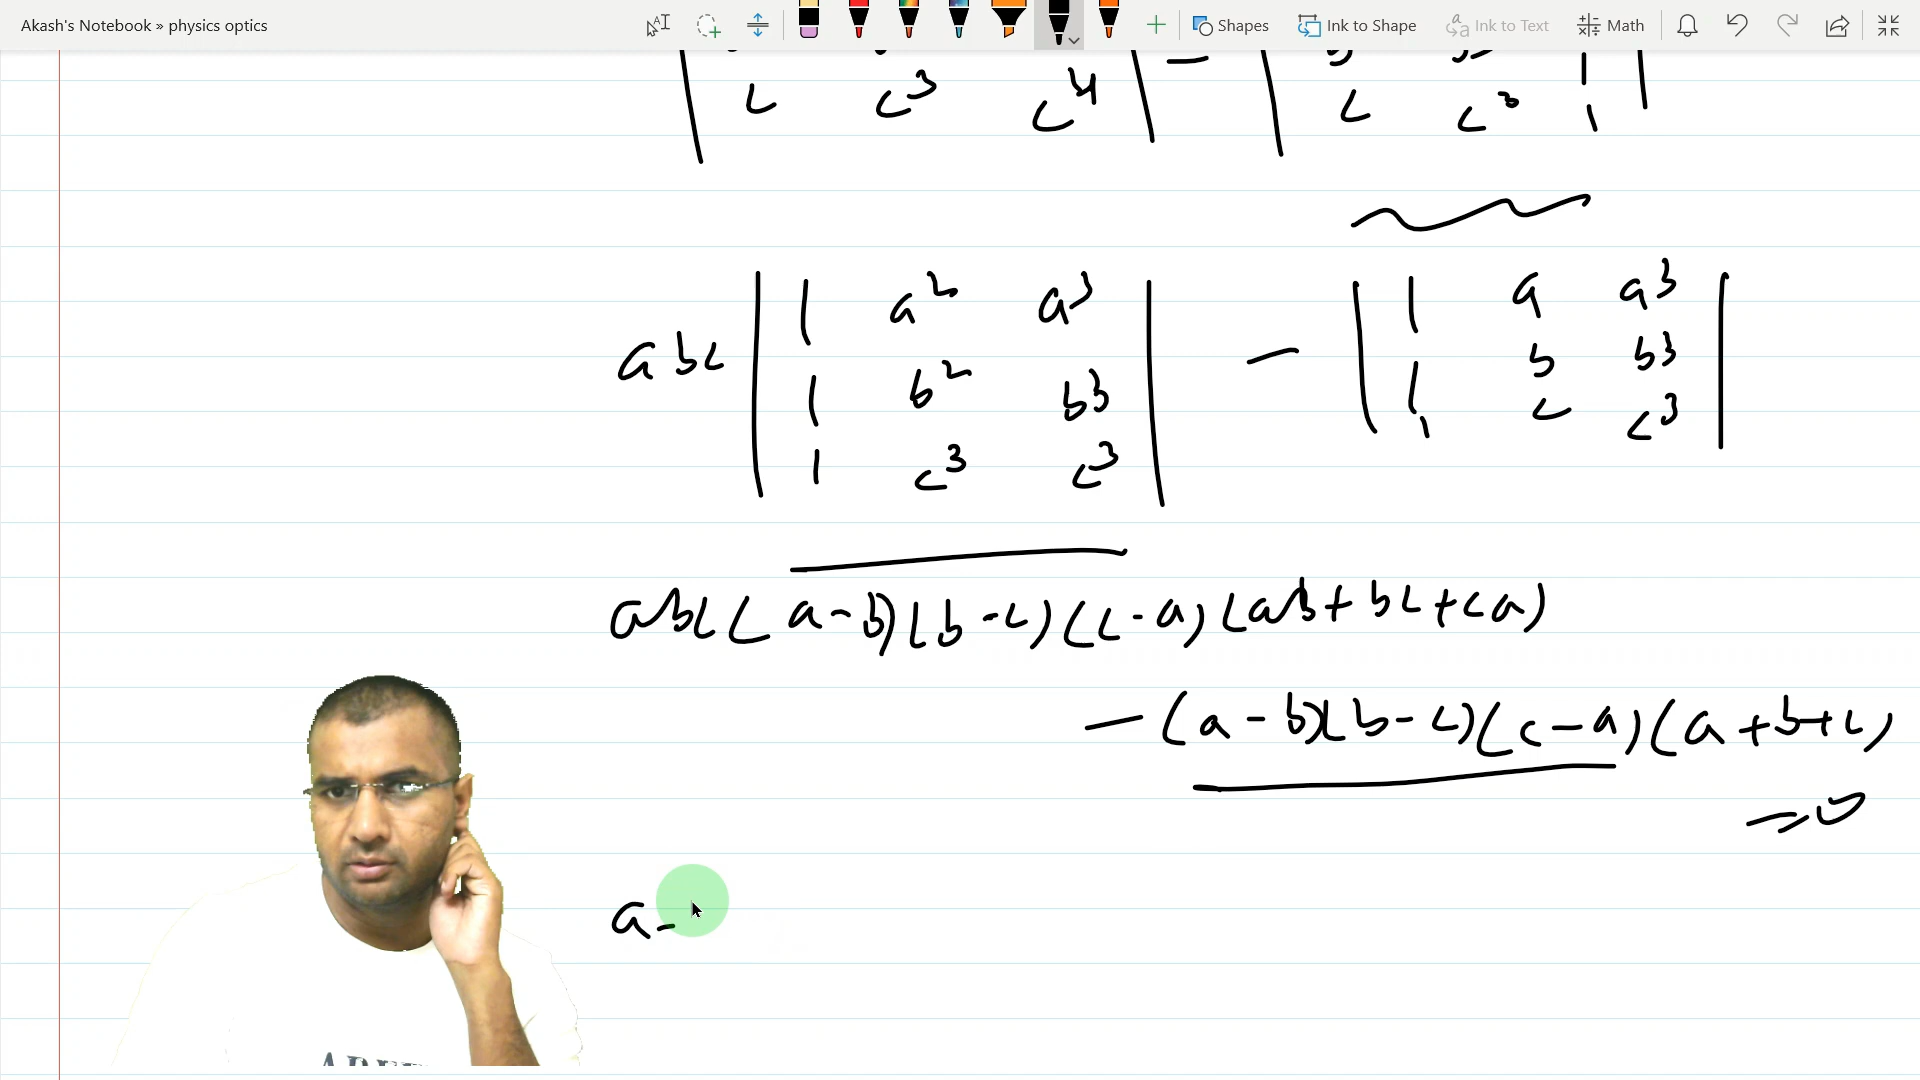 Akash's Notebook » physics optics
Shapes Ink to Shape Ink to Text Math
c c³ c⁴ − c c³ 1
abc | 1 a² a³ | − | 1 a a³ |
| 1 b² b³ | | 1 b b³ |
| 1 c³ c³ | | 1 c c³ |
abc(a-b)(b-c)(c-a)(ab+bc+ca)
-(a-b)(b-c)(c-a)(a+b+c)
=0
a-